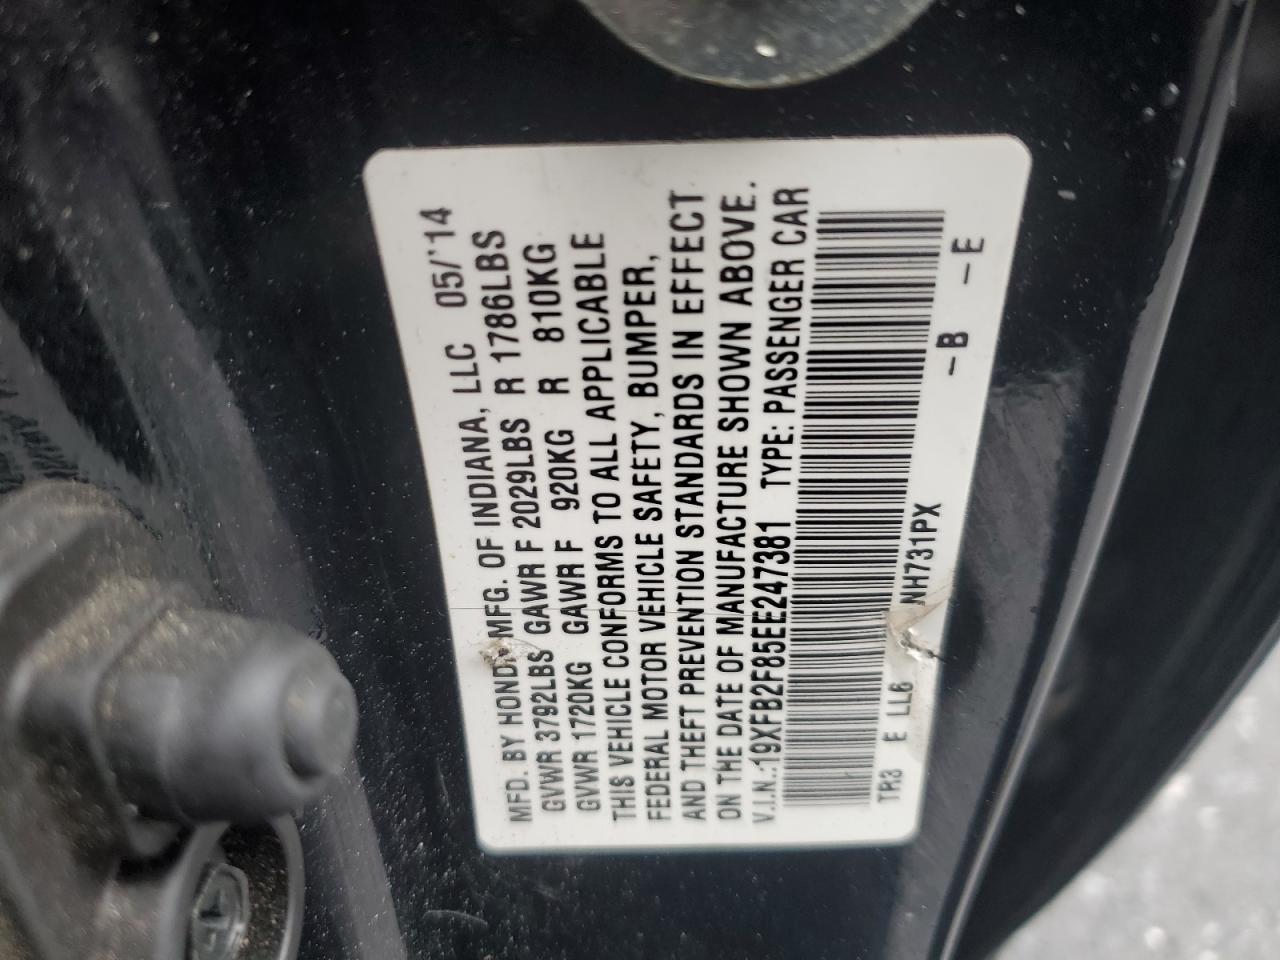 MFD. BY HONDA MFG. OF INDIANA, LLC 05/'14
GVWR 3792LBS GAWR F 2029LBS R 1786LBS
GVWR 1720KG GAWR F 920KG R 810KG
THIS VEHICLE CONFORMS TO ALL APPLICABLE
FEDERAL MOTOR VEHICLE SAFETY, BUMPER,
AND THEFT PREVENTION STANDARDS IN EFFECT
ON THE DATE OF MANUFACTURE SHOWN ABOVE.
V.I.N.:19XFB2F85EE247381 TYPE: PASSENGER CAR
TR3 E LL6 NH731PX –B –E